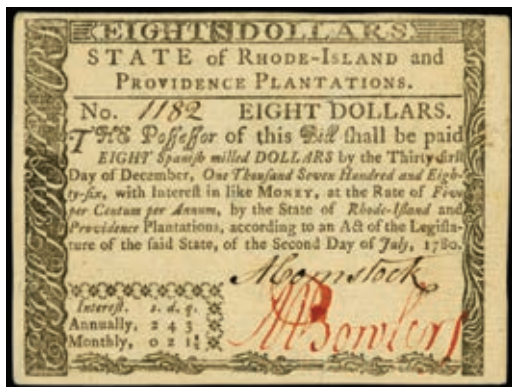 EIGHT DOLLARS
STATE of RHODE-ISLAND and
PROVIDENCE PLANTATIONS.
No. 1182 EIGHT DOLLARS.
THE Poſſeſſor of this Bill ſhall be paid
EIGHT Spaniſh milled DOLLARS by the Thirty-firſt
Day of December, One Thouſand Seven Hundred and Eigh-
ty-ſix, with Intereſt in like MONEY, at the Rate of Five
per Centum per Annum, by the State of Rhode-Iſland and
Providence Plantations, according to an Act of the Legiſla-
ture of the ſaid State, of the Second Day of July, 1780.
Intereſt. s. d. q.
Annually, 2 4 3
Monthly, 0 2 1